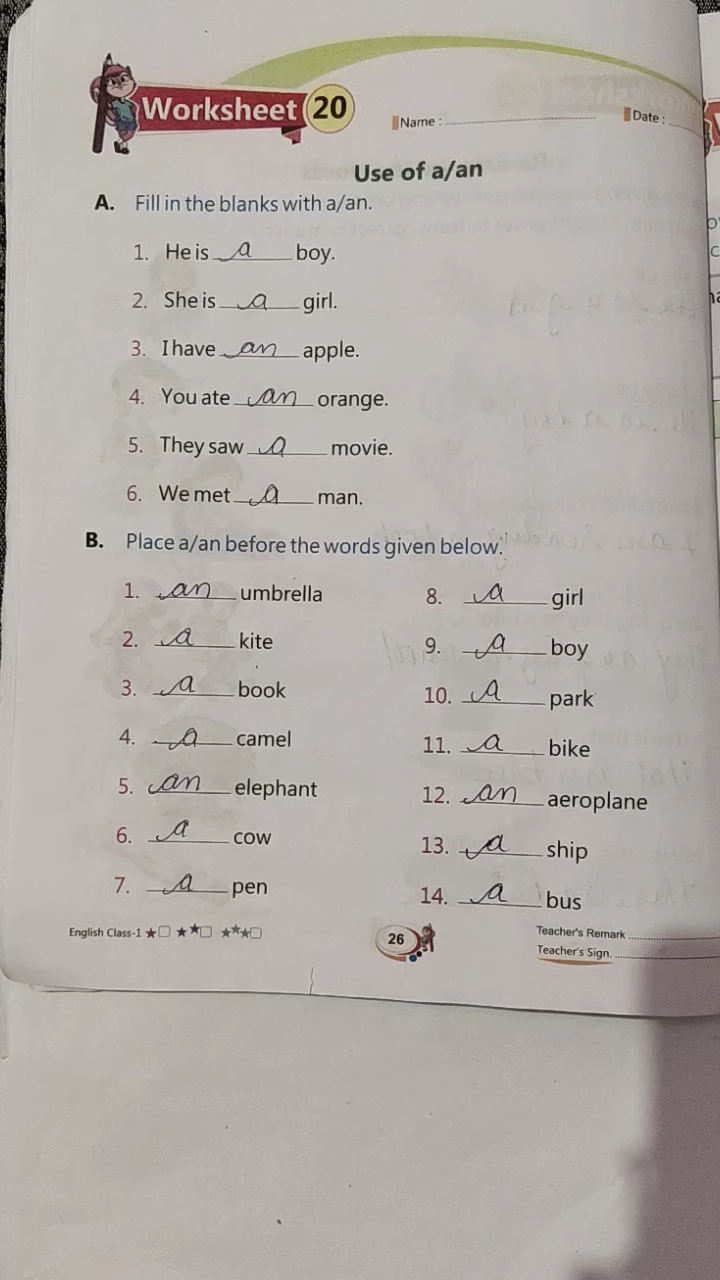 Worksheet 20
Name :
Date :
Use of a/an
A. Fill in the blanks with a/an.
1. He is a boy.
2. She is a girl.
3. I have an apple.
4. You ate an orange.
5. They saw a movie.
6. We met a man.
B. Place a/an before the words given below.
1. an umbrella
2. a kite
3. a book
4. a camel
5. an elephant
6. a cow
7. a pen
8. a girl
9. a boy
10. a park
11. a bike
12. an aeroplane
13. a ship
14. a bus
English Class-1
26
Teacher's Remark
Teacher's Sign.